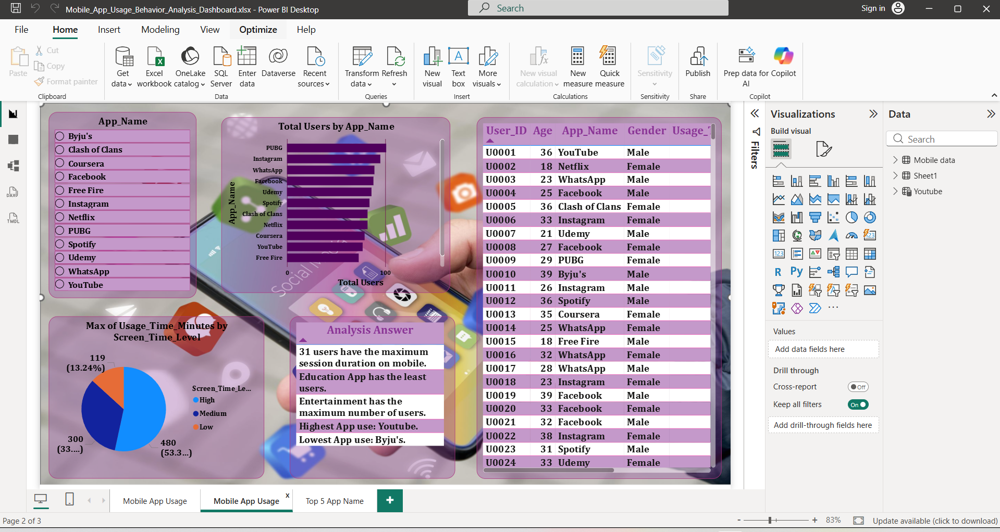 Mobile_App_Usage_Behavior_Analysis_Dashboard.xlsx - Power BI Desktop
Search
Sign in
File
Home
Insert
Modeling
View
Optimize
Help
Paste
Cut
Copy
Format painter
Clipboard
Get data
Excel workbook
OneLake catalog
SQL Server
Enter data
Dataverse
Recent sources
Data
Transform data
Refresh
Queries
New visual
Text box
More visuals
Insert
New visual calculation
New measure
Quick measure
Calculations
Sensitivity
Sensitivity
Publish
Share
Prep data for AI
Copilot
Copilot
DAX
TMDL
App_Name
Byju's
Clash of Clans
Coursera
Facebook
Free Fire
Instagram
Netflix
PUBG
Spotify
Udemy
WhatsApp
YouTube
Total Users by App_Name
App_Name
PUBG
Instagram
WhatsApp
Facebook
Udemy
Spotify
Clash of Clans
Netflix
Coursera
YouTube
Free Fire
0 100
Total Users
Social Media
Max of Usage_Time_Minutes by
Screen_Time_Level
119
(13.24%)
300
(33....)
480
(53.3...)
Screen_Time_Le...
High
Medium
Low
Analysis Answer
31 users have the maximum
session duration on mobile.
Education App has the least
users.
Entertainment has the
maximum number of users.
Highest App use: Youtube.
Lowest App use: Byju's.
User_ID Age App_Name Gender Usage_T
U0001 36 YouTube Male
U0002 18 Netflix Female
U0003 23 WhatsApp Male
U0004 25 Facebook Male
U0005 36 Clash of Clans Female
U0006 33 Instagram Female
U0007 21 Udemy Male
U0008 27 Facebook Female
U0009 29 PUBG Female
U0010 39 Byju's Male
U0011 26 Instagram Male
U0012 36 Spotify Male
U0013 35 Coursera Female
U0014 25 WhatsApp Female
U0015 18 Free Fire Male
U0016 32 WhatsApp Female
U0017 28 WhatsApp Male
U0018 23 Instagram Female
U0019 39 Facebook Male
U0020 33 Facebook Female
U0021 32 Facebook Male
U0022 38 Instagram Female
U0023 31 Spotify Male
U0024 33 Udemy Female
Filters
Visualizations
Build visual
123
123
R
Py
Values
Add data fields here
Drill through
Cross-report
Off
Keep all filters
On
Add drill-through fields here
Data
Search
Mobile data
Sheet1
Youtube
Mobile App Usage
Mobile App Usage
x
Top 5 App Name
+
Page 2 of 3
- + 83%
Update available (click to download)